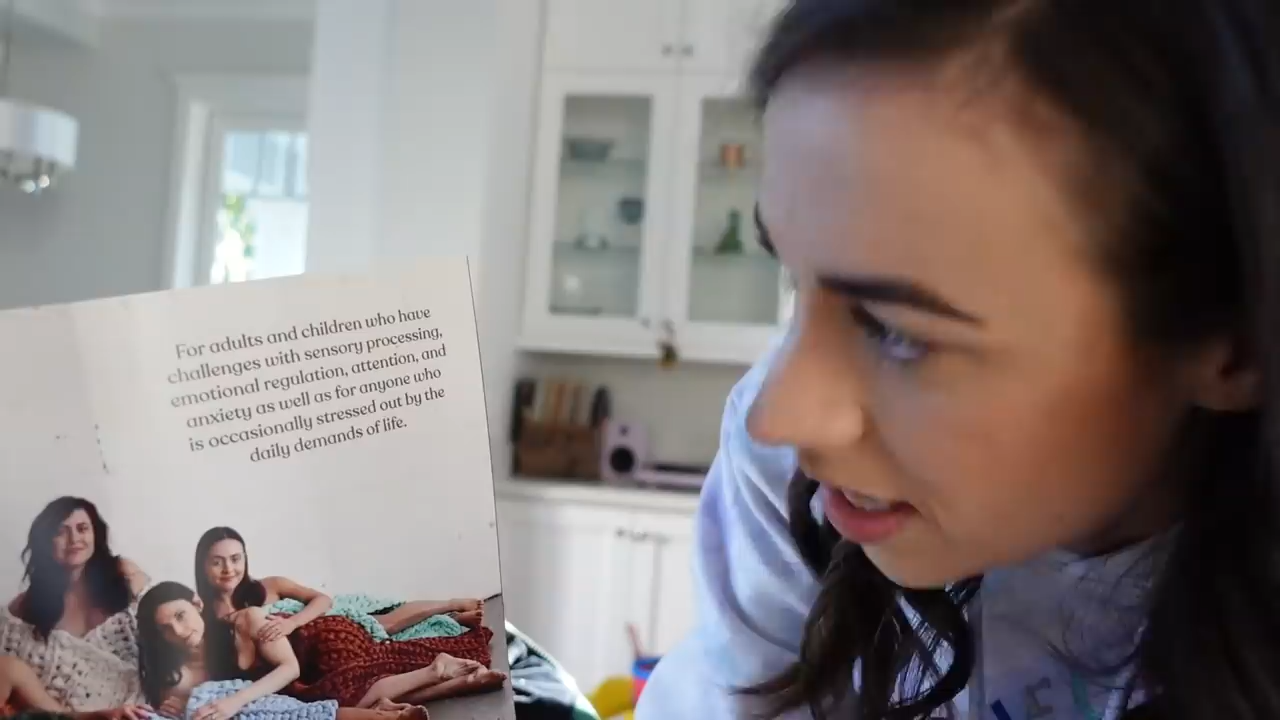 For adults and children who have
challenges with sensory processing,
emotional regulation, attention, and
anxiety as well as for anyone who
is occasionally stressed out by the
daily demands of life.